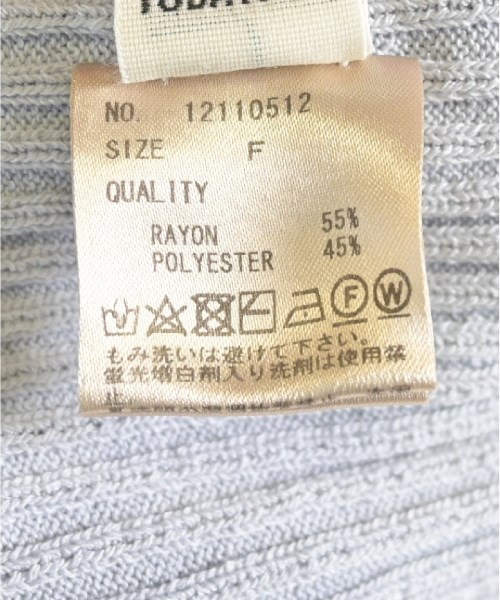 NO. 12110512
SIZE F
QUALITY
RAYON 55%
POLYESTER 45%
F W
もみ洗いは避けて下さい。
蛍光増白剤入り洗剤は使用禁
止